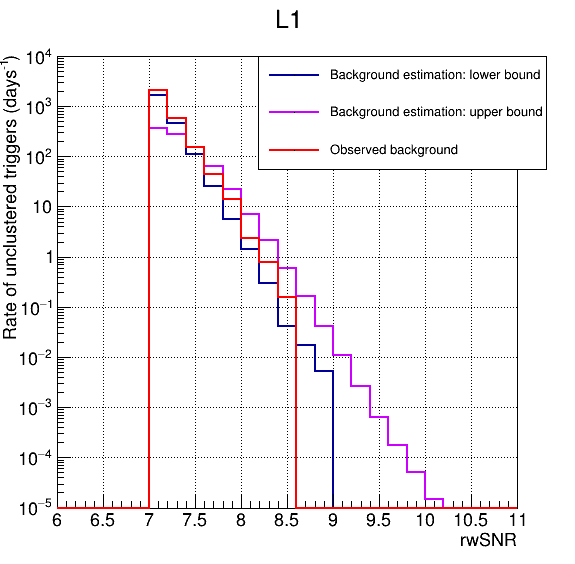 L1
Rate of unclustered triggers (days⁻¹)
10⁴
10³
10²
10
1
10⁻¹
10⁻²
10⁻³
10⁻⁴
10⁻⁵
Background estimation: lower bound
Background estimation: upper bound
Observed background
6 6.5 7 7.5 8 8.5 9 9.5 10 10.5 11
rwSNR